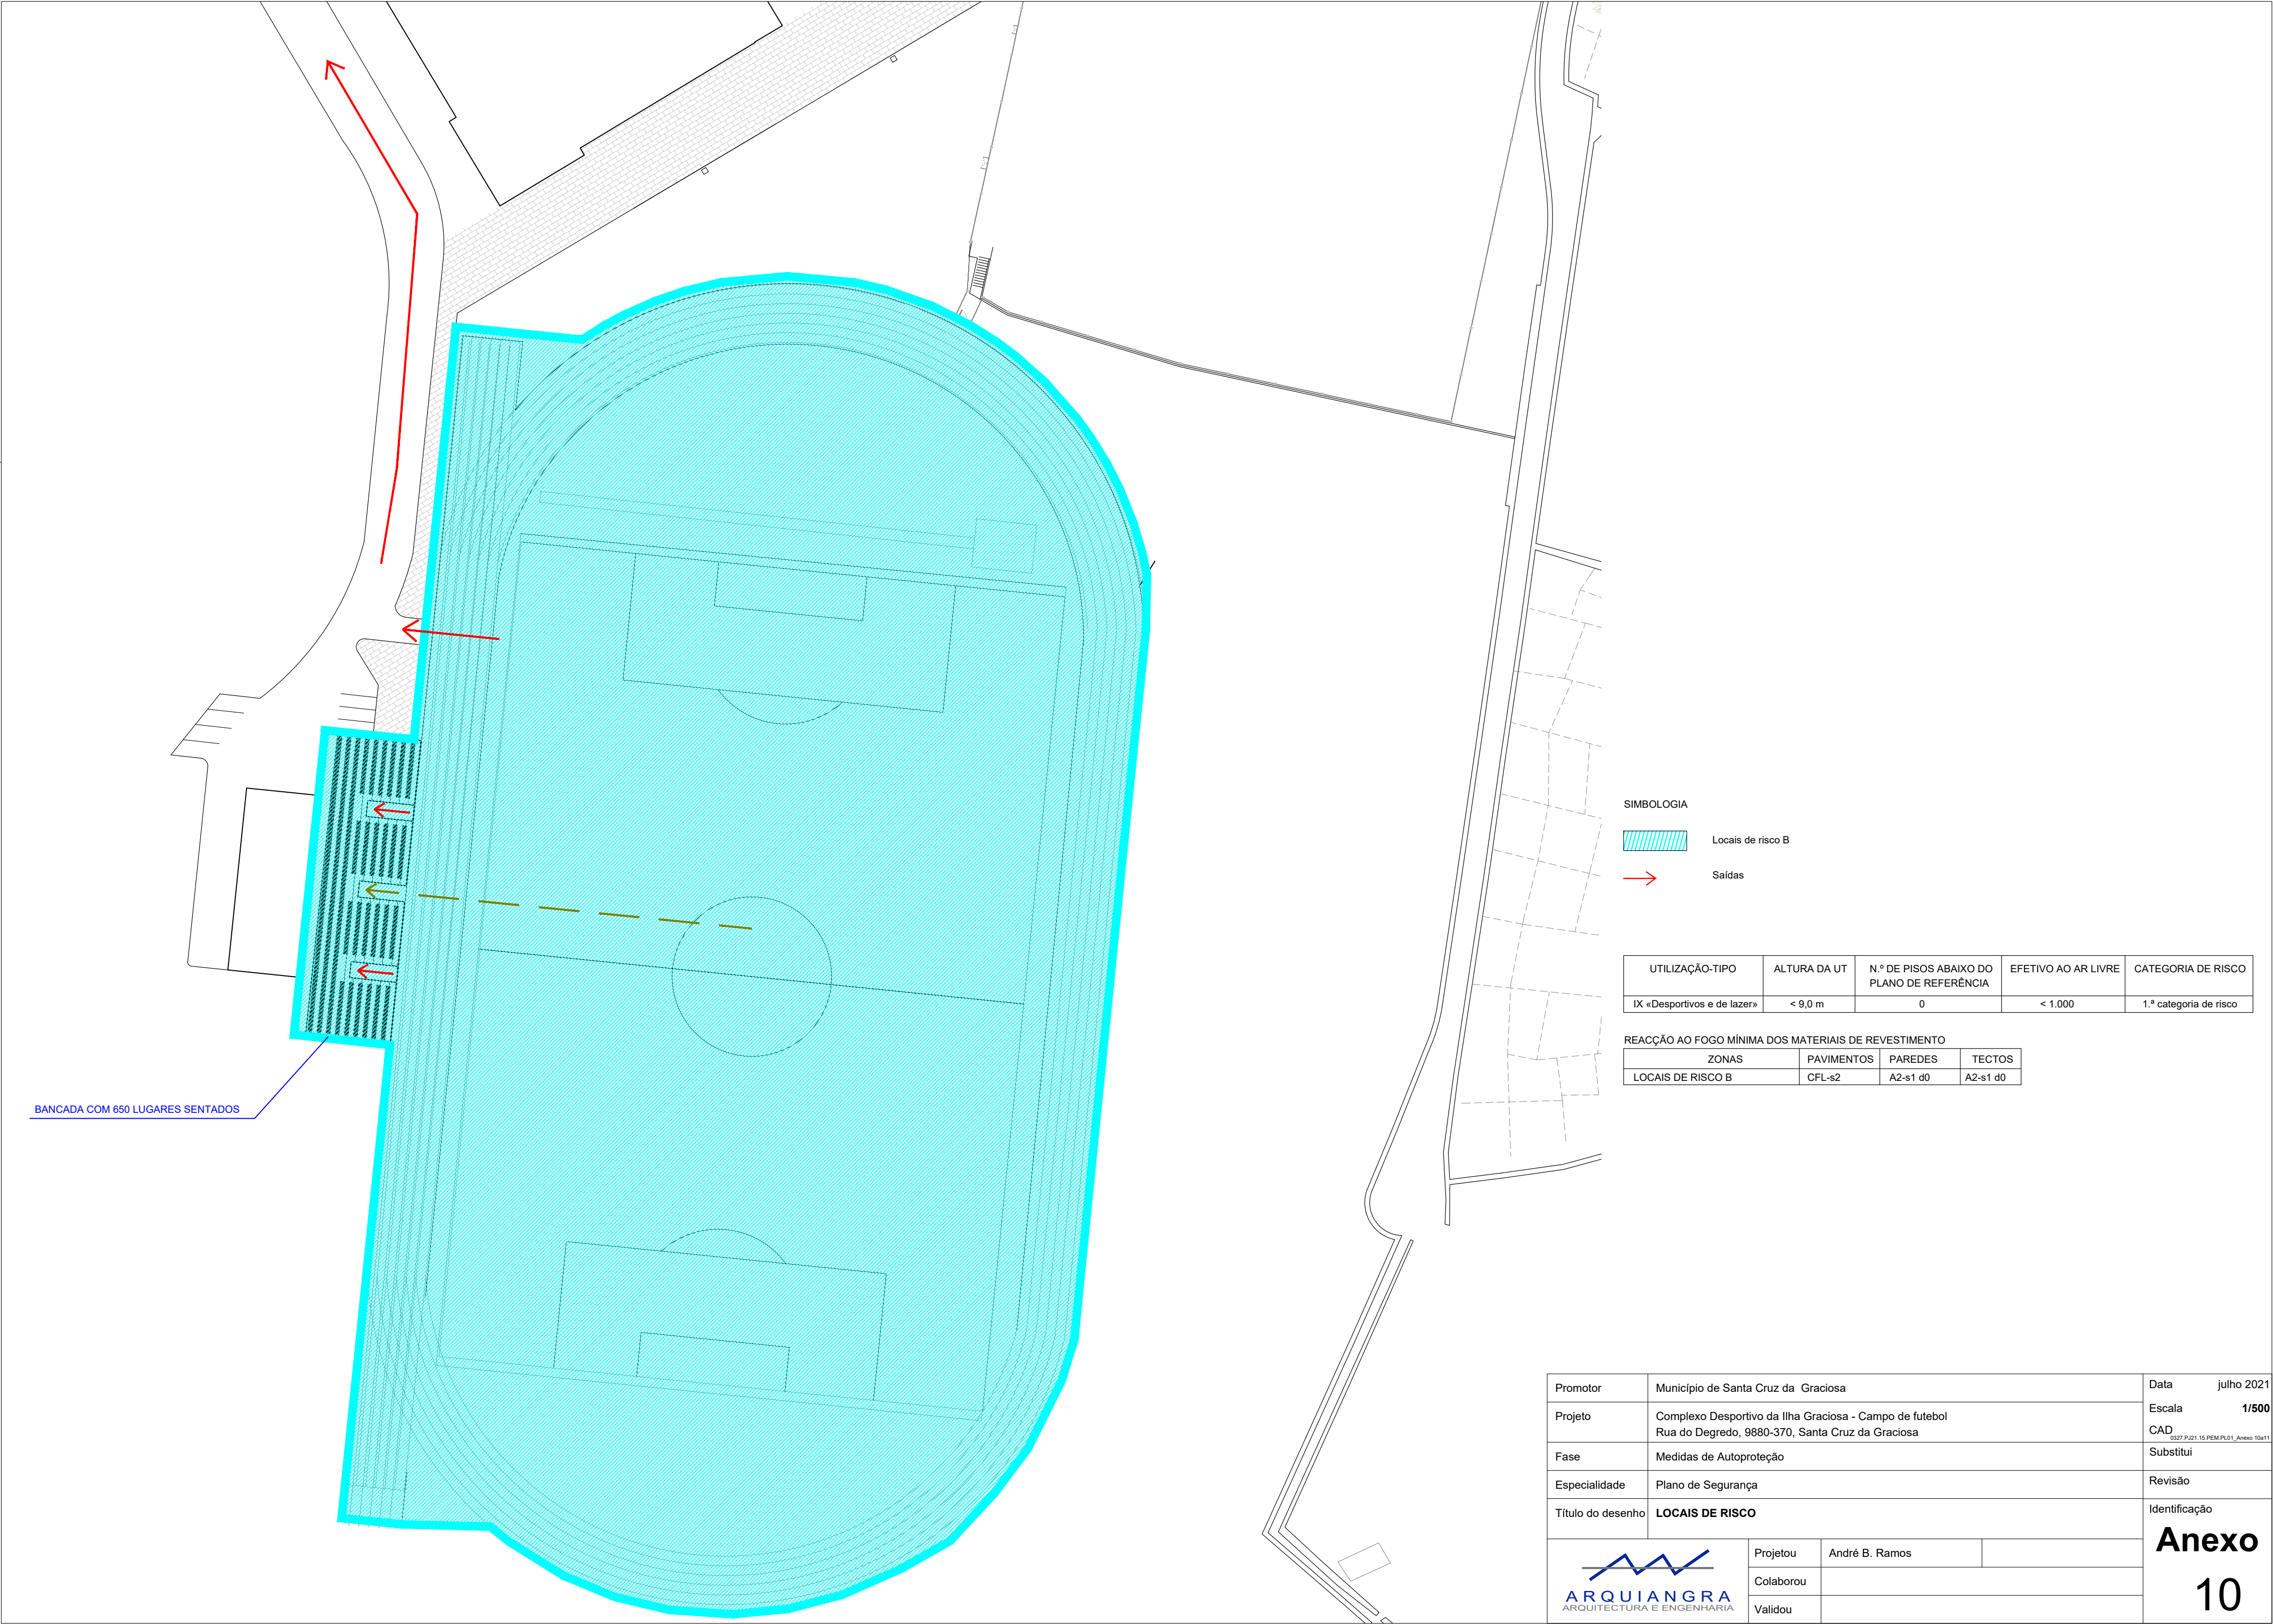 SIMBOLOGIA
Locais de risco B
Saídas
UTILIZAÇÃO-TIPO
ALTURA DA UT
N.º DE PISOS ABAIXO DO
PLANO DE REFERÊNCIA
EFETIVO AO AR LIVRE
CATEGORIA DE RISCO
IX «Desportivos e de lazer»
< 9,0 m
0
< 1.000
1.ª categoria de risco
REACÇÃO AO FOGO MÍNIMA DOS MATERIAIS DE REVESTIMENTO
ZONAS
PAVIMENTOS
PAREDES
TECTOS
LOCAIS DE RISCO B
CFL-s2
A2-s1 d0
A2-s1 d0
BANCADA COM 650 LUGARES SENTADOS
Promotor
Município de Santa Cruz da Graciosa
Data
julho 2021
Projeto
Complexo Desportivo da Ilha Graciosa - Campo de futebol
Rua do Degredo, 9880-370, Santa Cruz da Graciosa
Escala
1/500
CAD
0327.PJ21.15.PEM.PL01_Anexo 10a11
Fase
Medidas de Autoproteção
Substitui
Especialidade
Plano de Segurança
Revisão
Título do desenho
LOCAIS DE RISCO
Identificação
Anexo
10
ARQUIANGRA
ARQUITECTURA E ENGENHARIA
Projetou
André B. Ramos
Colaborou
Validou